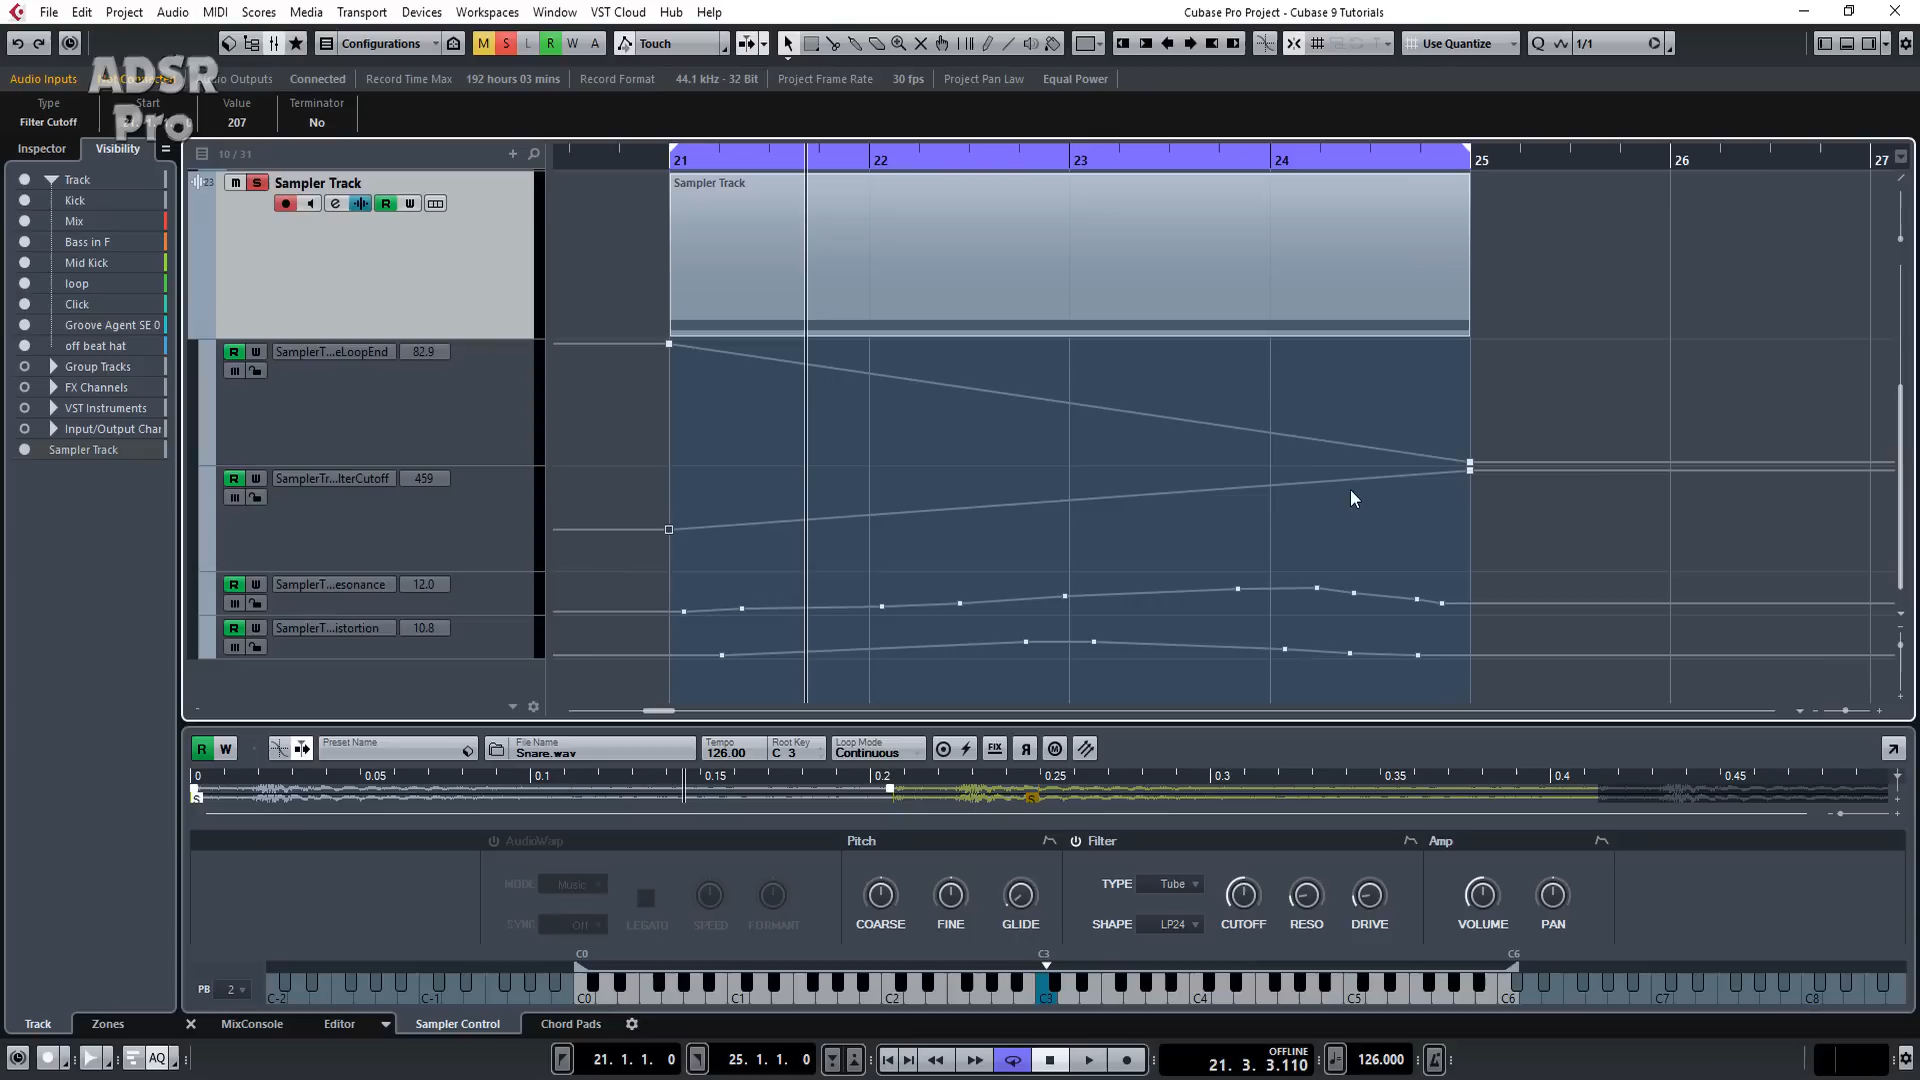 File Edit Project Audio MIDI Scores Media Transport Devices Workspaces Window VST Cloud Hub Help
Cubase Pro Project - Cubase 9 Tutorials
Configurations M S L R W A Touch Use Quantize Q 1/1
Audio Inputs Audio Outputs Connected Record Time Max 192 hours 03 mins Record Format 44.1 kHz - 32 Bit Project Frame Rate 30 fps Project Pan Law Equal Power
ADSR
Pro
Type Start Value Terminator
Filter Cutoff 207 No
Inspector Visibility
10 / 31
21 22 23 24 25 26 27
Track
Kick
Mix
Bass in F
Mid Kick
loop
Click
Groove Agent SE 0
off beat hat
Group Tracks
FX Channels
VST Instruments
Input/Output Char
Sampler Track
23 m S Sampler Track
e R W
Sampler Track
R W SamplerT...eLoopEnd 82.9
R W SamplerTr...lterCutoff 459
R W SamplerT...esonance 12.0
R W SamplerT...istortion 10.8
R W
Preset Name
File Name
Snare.wav
Tempo
126.00
Root Key
C 3
Loop Mode
Continuous
FIX Я M
0 0.05 0.1 0.15 0.2 0.25 0.3 0.35 0.4 0.45
S S
AudioWarp Pitch Filter Amp
MODE Music TYPE Tube
SYNC Off LEGATO SPEED FORMANT COARSE FINE GLIDE SHAPE LP24 CUTOFF RESO DRIVE VOLUME PAN
C0 C3 C6
PB 2 C-2 C-1 C0 C1 C2 C3 C4 C5 C6 C7 C8
Track Zones MixConsole Editor Sampler Control Chord Pads
AQ 21. 1. 1. 0 25. 1. 1. 0
OFFLINE
21. 3. 3.110
126.000